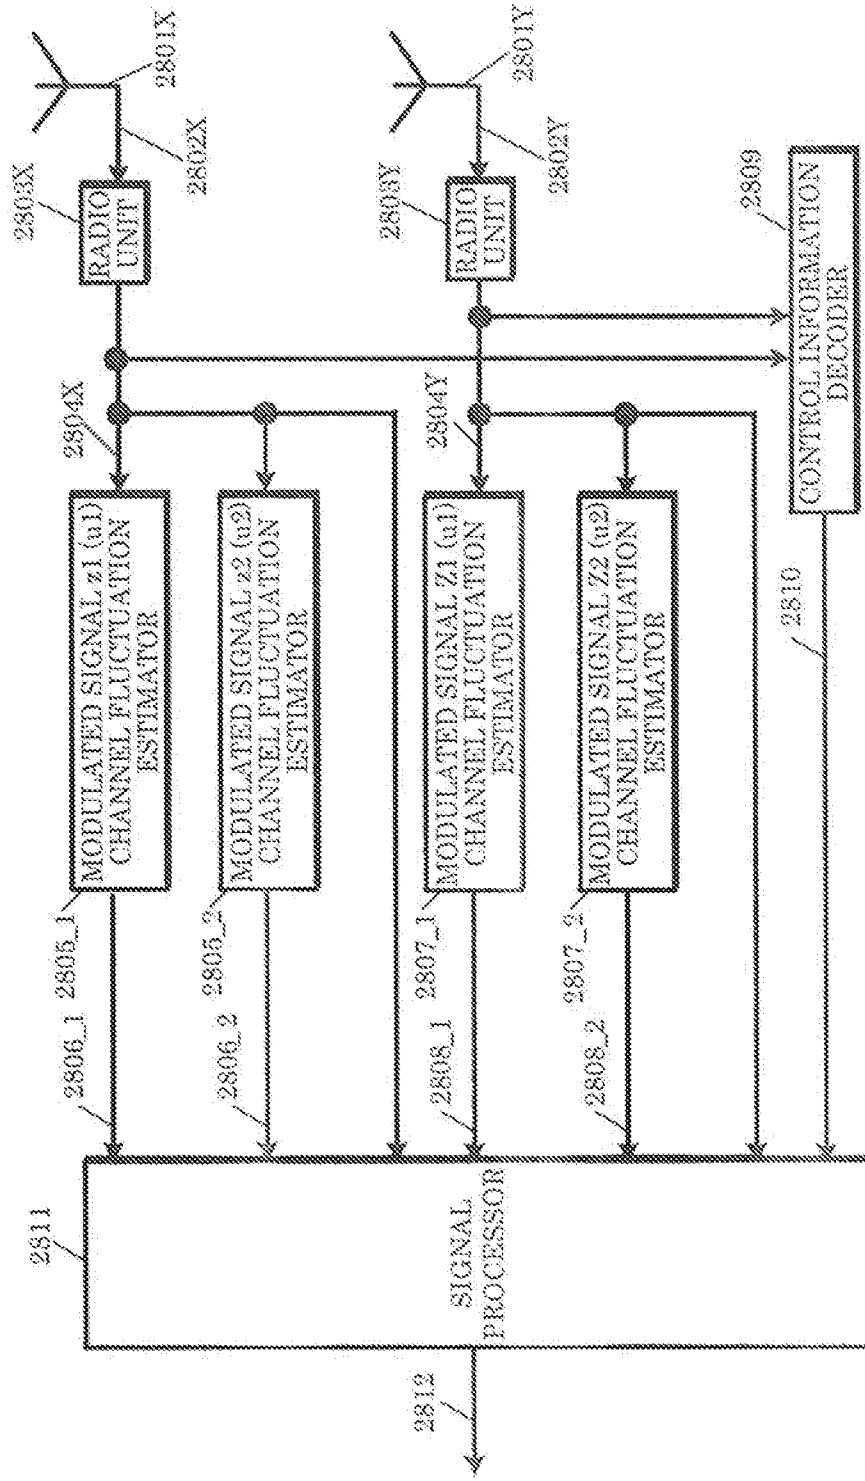 2801X
2802X
2803X
RADIO
UNIT
2804X
MODULATED SIGNAL z1 (u1)
CHANNEL FLUCTUATION
ESTIMATOR
2805_1
2806_1
MODULATED SIGNAL z2 (u2)
CHANNEL FLUCTUATION
ESTIMATOR
2805_2
2806_2
2801Y
2802Y
2803Y
RADIO
UNIT
2804Y
MODULATED SIGNAL Z1 (u1)
CHANNEL FLUCTUATION
ESTIMATOR
2807_1
2808_1
MODULATED SIGNAL Z2 (u2)
CHANNEL FLUCTUATION
ESTIMATOR
2807_2
2808_2
2809
CONTROL INFORMATION
DECODER
2810
2811
SIGNAL
PROCESSOR
2812